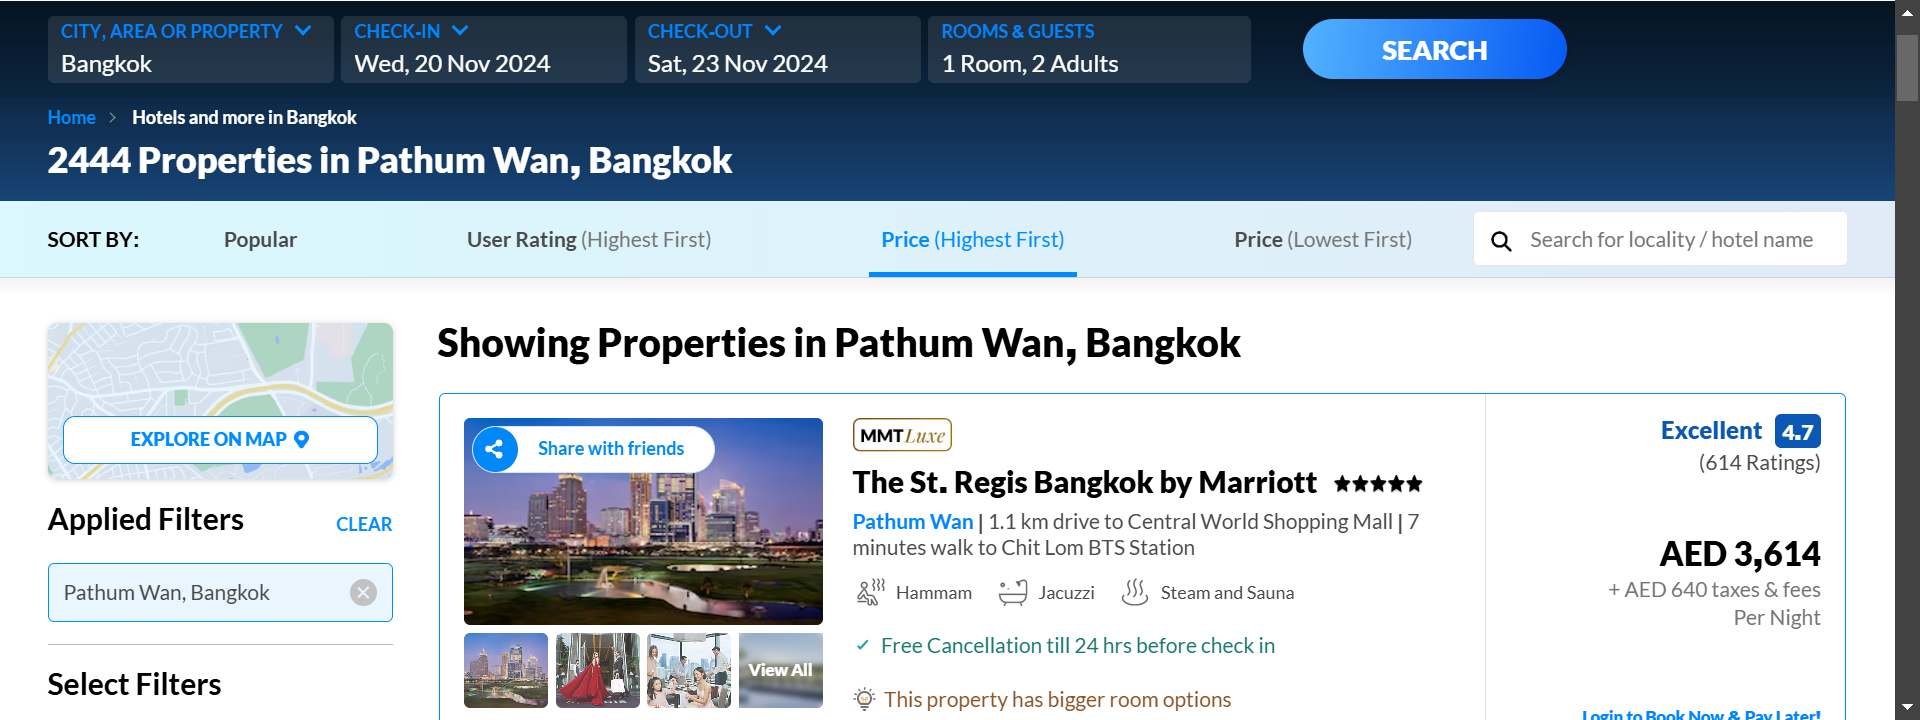 CITY, AREA OR PROPERTY
Bangkok
CHECK-IN
Wed, 20 Nov 2024
CHECK-OUT
Sat, 23 Nov 2024
ROOMS & GUESTS
1 Room, 2 Adults
SEARCH
Home > Hotels and more in Bangkok
2444 Properties in Pathum Wan, Bangkok
SORT BY:
Popular
User Rating (Highest First)
Price (Highest First)
Price (Lowest First)
Search for locality / hotel name
EXPLORE ON MAP
Applied Filters
CLEAR
Pathum Wan, Bangkok
Select Filters
Showing Properties in Pathum Wan, Bangkok
Share with friends
View All
MMT Luxe
The St. Regis Bangkok by Marriott
Pathum Wan | 1.1 km drive to Central World Shopping Mall | 7
minutes walk to Chit Lom BTS Station
Hammam
Jacuzzi
Steam and Sauna
Free Cancellation till 24 hrs before check in
This property has bigger room options
Excellent 4.7
(614 Ratings)
AED 3,614
+ AED 640 taxes & fees
Per Night
Login to Book Now & Pay Later!